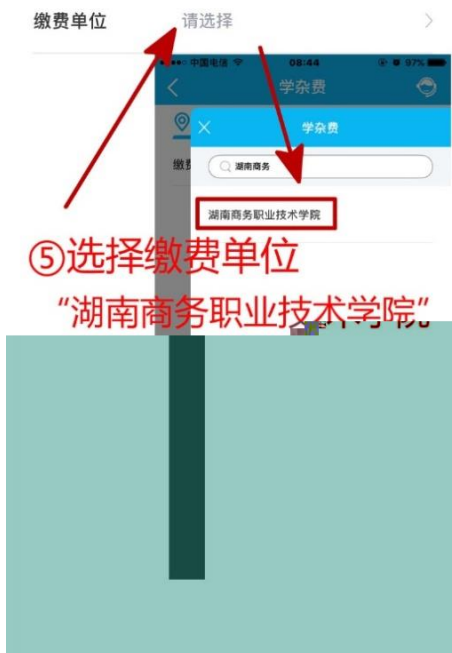 缴费单位 请选择
中国电信 08:44 97%
学杂费
学杂费
缴费
湖南商务
湖南商务职业技术学院
⑤选择缴费单位
“湖南商务职业技术学院”